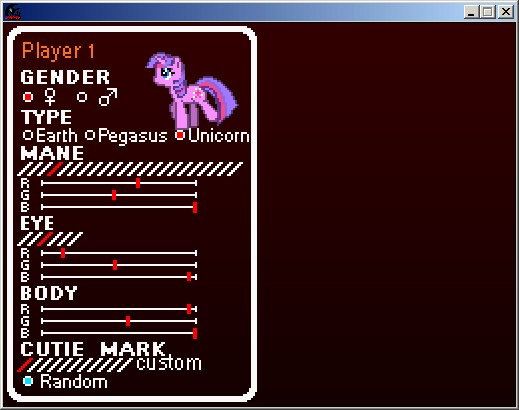 Player 1
GENDER
♀ ♂
TYPE
Earth Pegasus Unicorn
MANE
R
G
B
EYE
R
G
B
BODY
R
G
B
CUTIE MARK
custom
Random